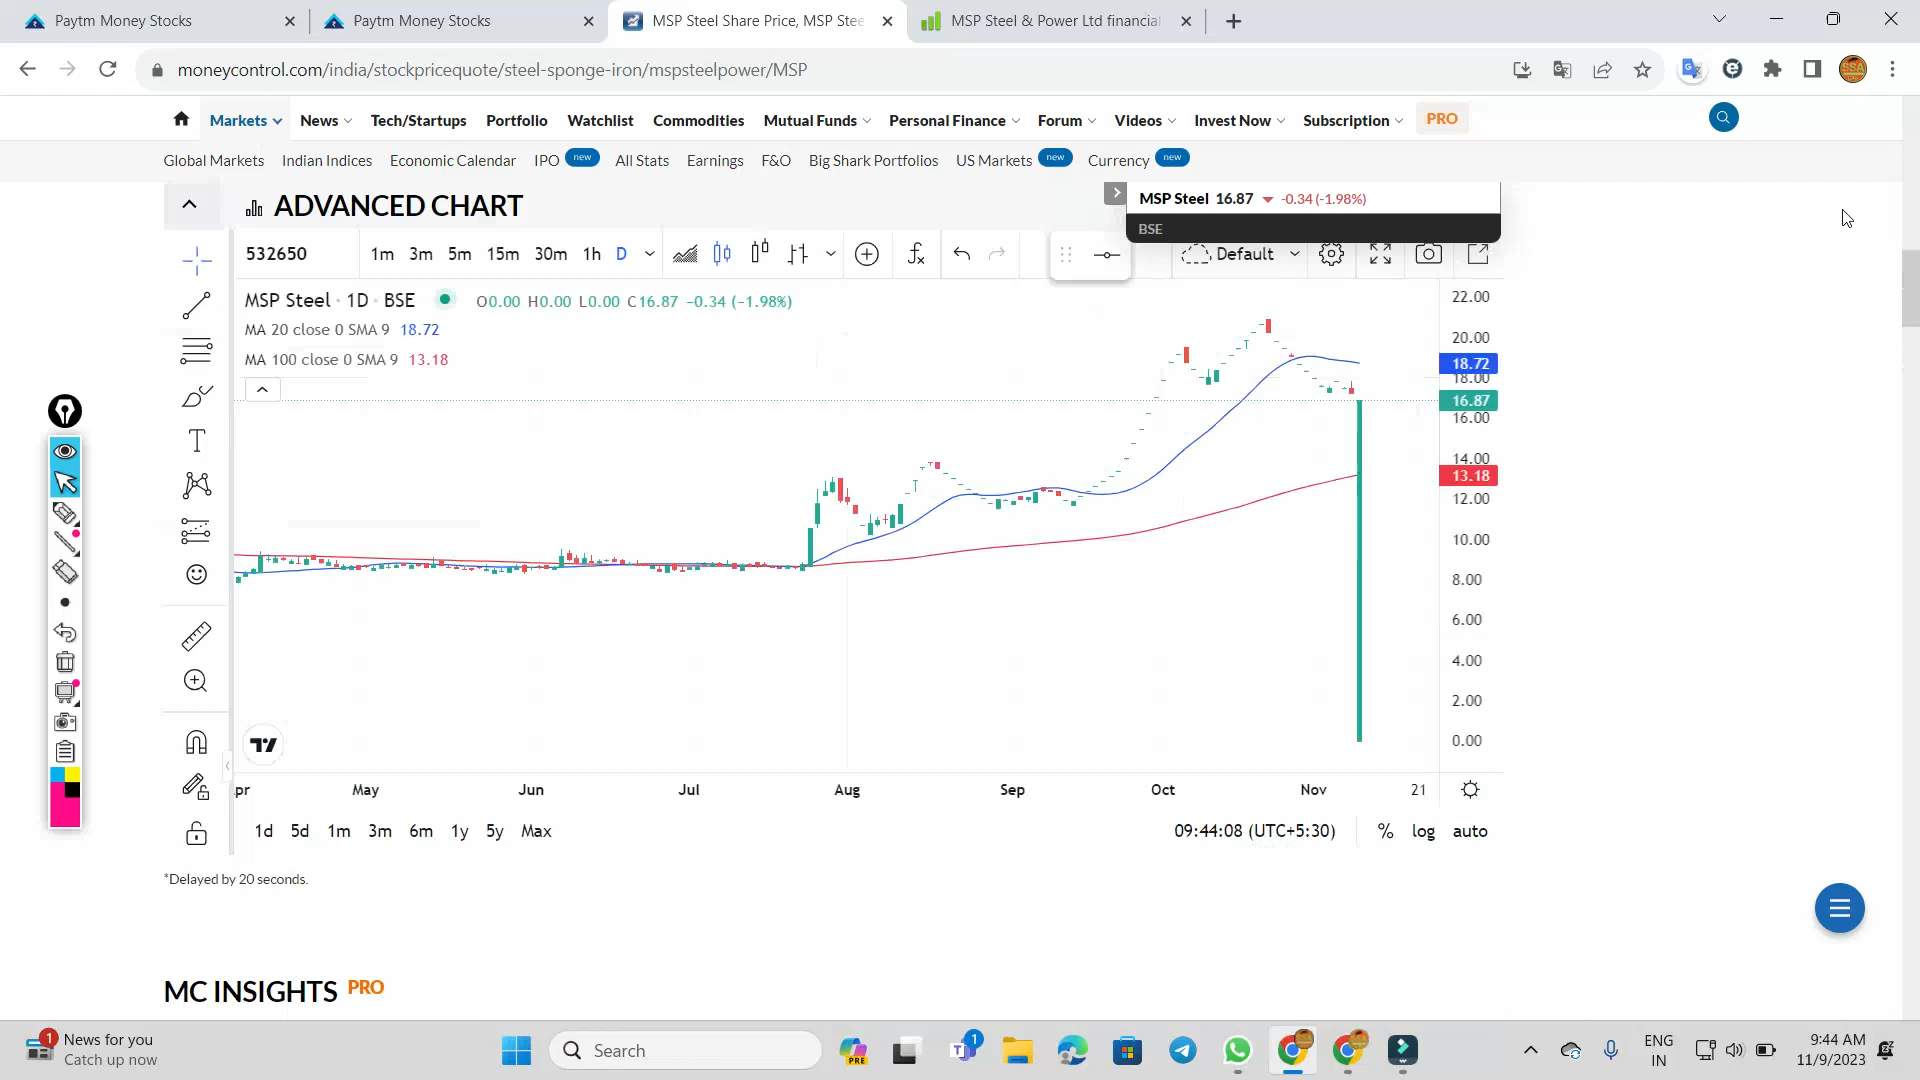 Paytm Money Stocks
Paytm Money Stocks
MSP Steel Share Price, MSP Stee
MSP Steel & Power Ltd financial
moneycontrol.com/india/stockpricequote/steel-sponge-iron/mspsteelpower/MSP
Markets News Tech/Startups Portfolio Watchlist Commodities Mutual Funds Personal Finance Forum Videos Invest Now Subscription PRO
Global Markets Indian Indices Economic Calendar IPO new All Stats Earnings F&O Big Shark Portfolios US Markets new Currency new
ADVANCED CHART
MSP Steel 16.87 -0.34 (-1.98%)
BSE
532650 1m 3m 5m 15m 30m 1h D Default
MSP Steel · 1D · BSE O0.00 H0.00 L0.00 C16.87 −0.34 (−1.98%)
MA 20 close 0 SMA 9 18.72
MA 100 close 0 SMA 9 13.18
22.00
20.00
18.72
18.00
16.87
16.00
14.00
13.18
12.00
10.00
8.00
6.00
4.00
2.00
0.00
pr May Jun Jul Aug Sep Oct Nov 21
1d 5d 1m 3m 6m 1y 5y Max 09:44:08 (UTC+5:30) % log auto
*Delayed by 20 seconds.
MC INSIGHTS PRO
1
News for you
Catch up now
Search
PRE
1
ENG
IN
9:44 AM
11/9/2023